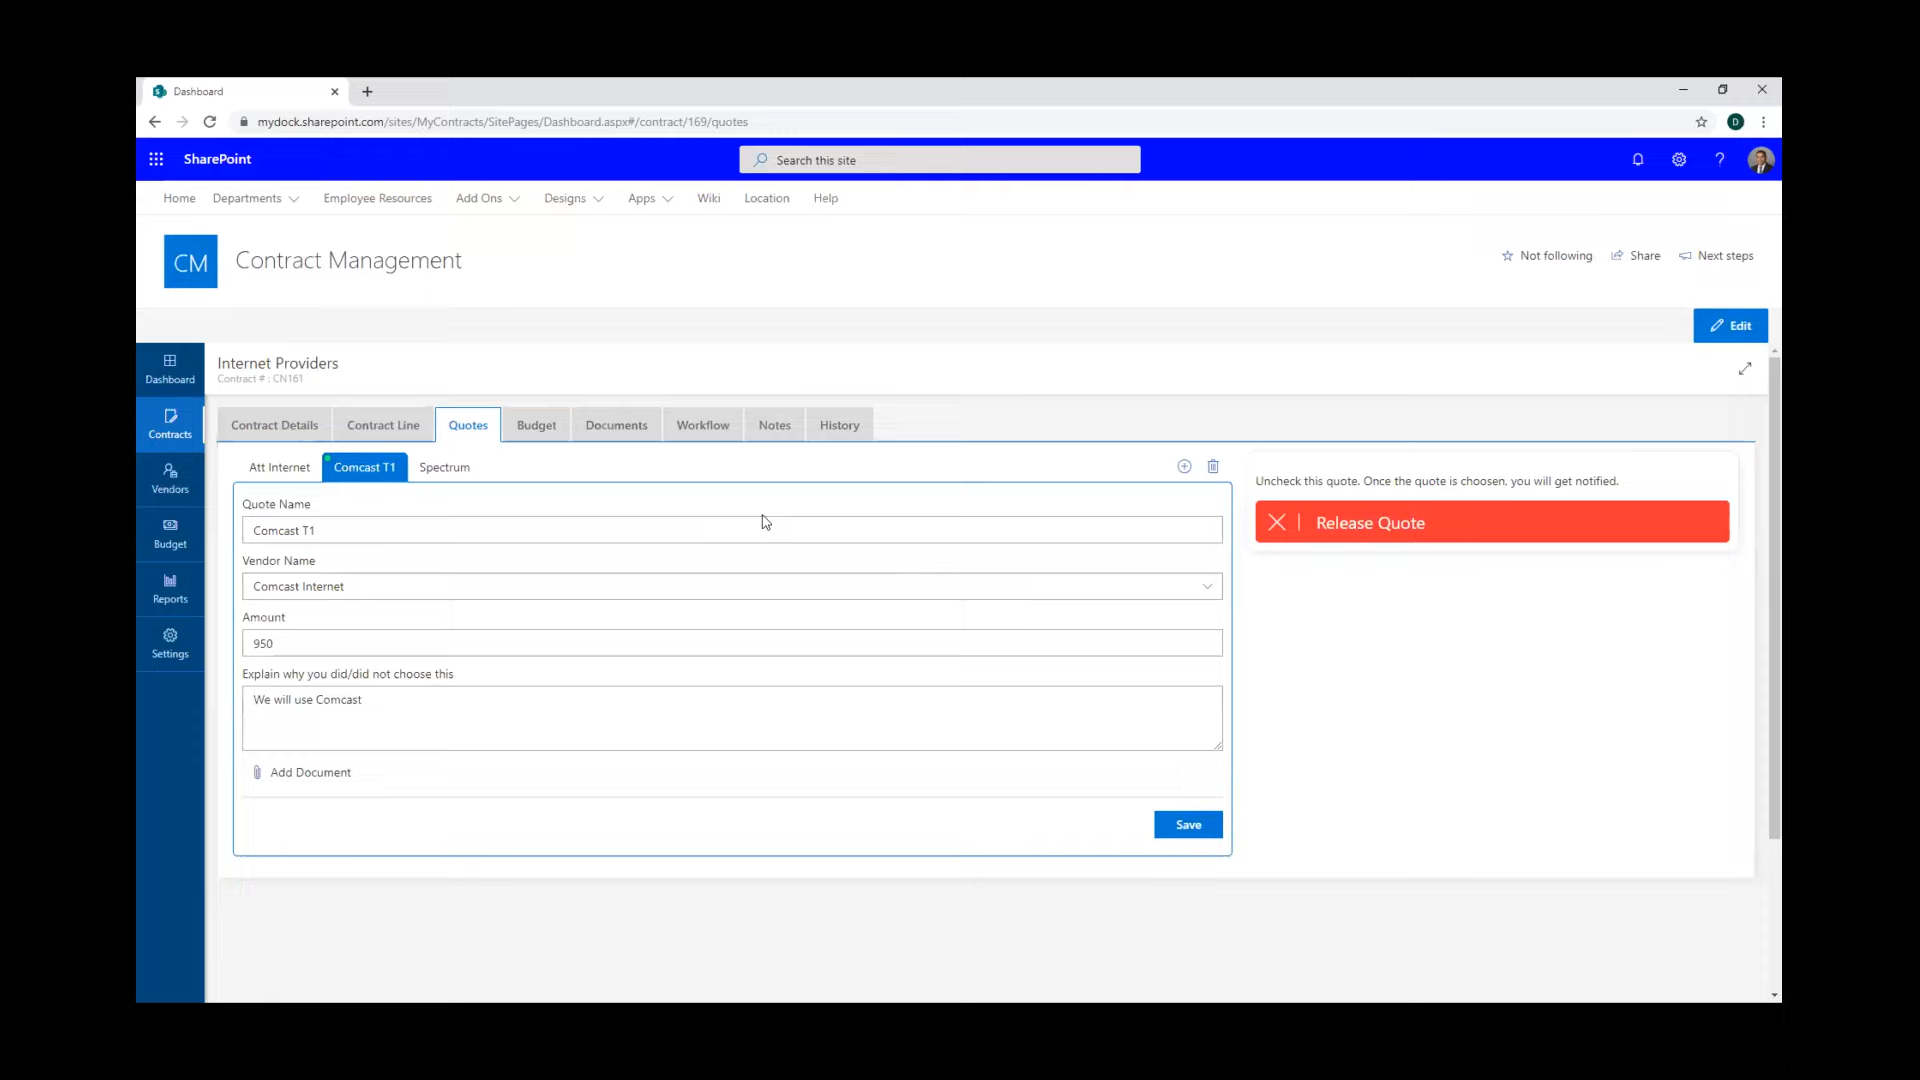 Dashboard
mydock.sharepoint.com/sites/MyContracts/SitePages/Dashboard.aspx#/contract/169/quotes
D
SharePoint
Search this site
Home Departments Employee Resources Add Ons Designs Apps Wiki Location Help
CM Contract Management
Not following Share Next steps
Edit
Dashboard
Contracts
Vendors
Budget
Reports
Settings
Internet Providers
Contract # : CN161
Contract Details Contract Line Quotes Budget Documents Workflow Notes History
Att Internet Comcast T1 Spectrum
Quote Name
Comcast T1
Vendor Name
Comcast Internet
Amount
950
Explain why you did/did not choose this
We will use Comcast
Add Document
Save
Uncheck this quote. Once the quote is choosen, you will get notified.
Release Quote